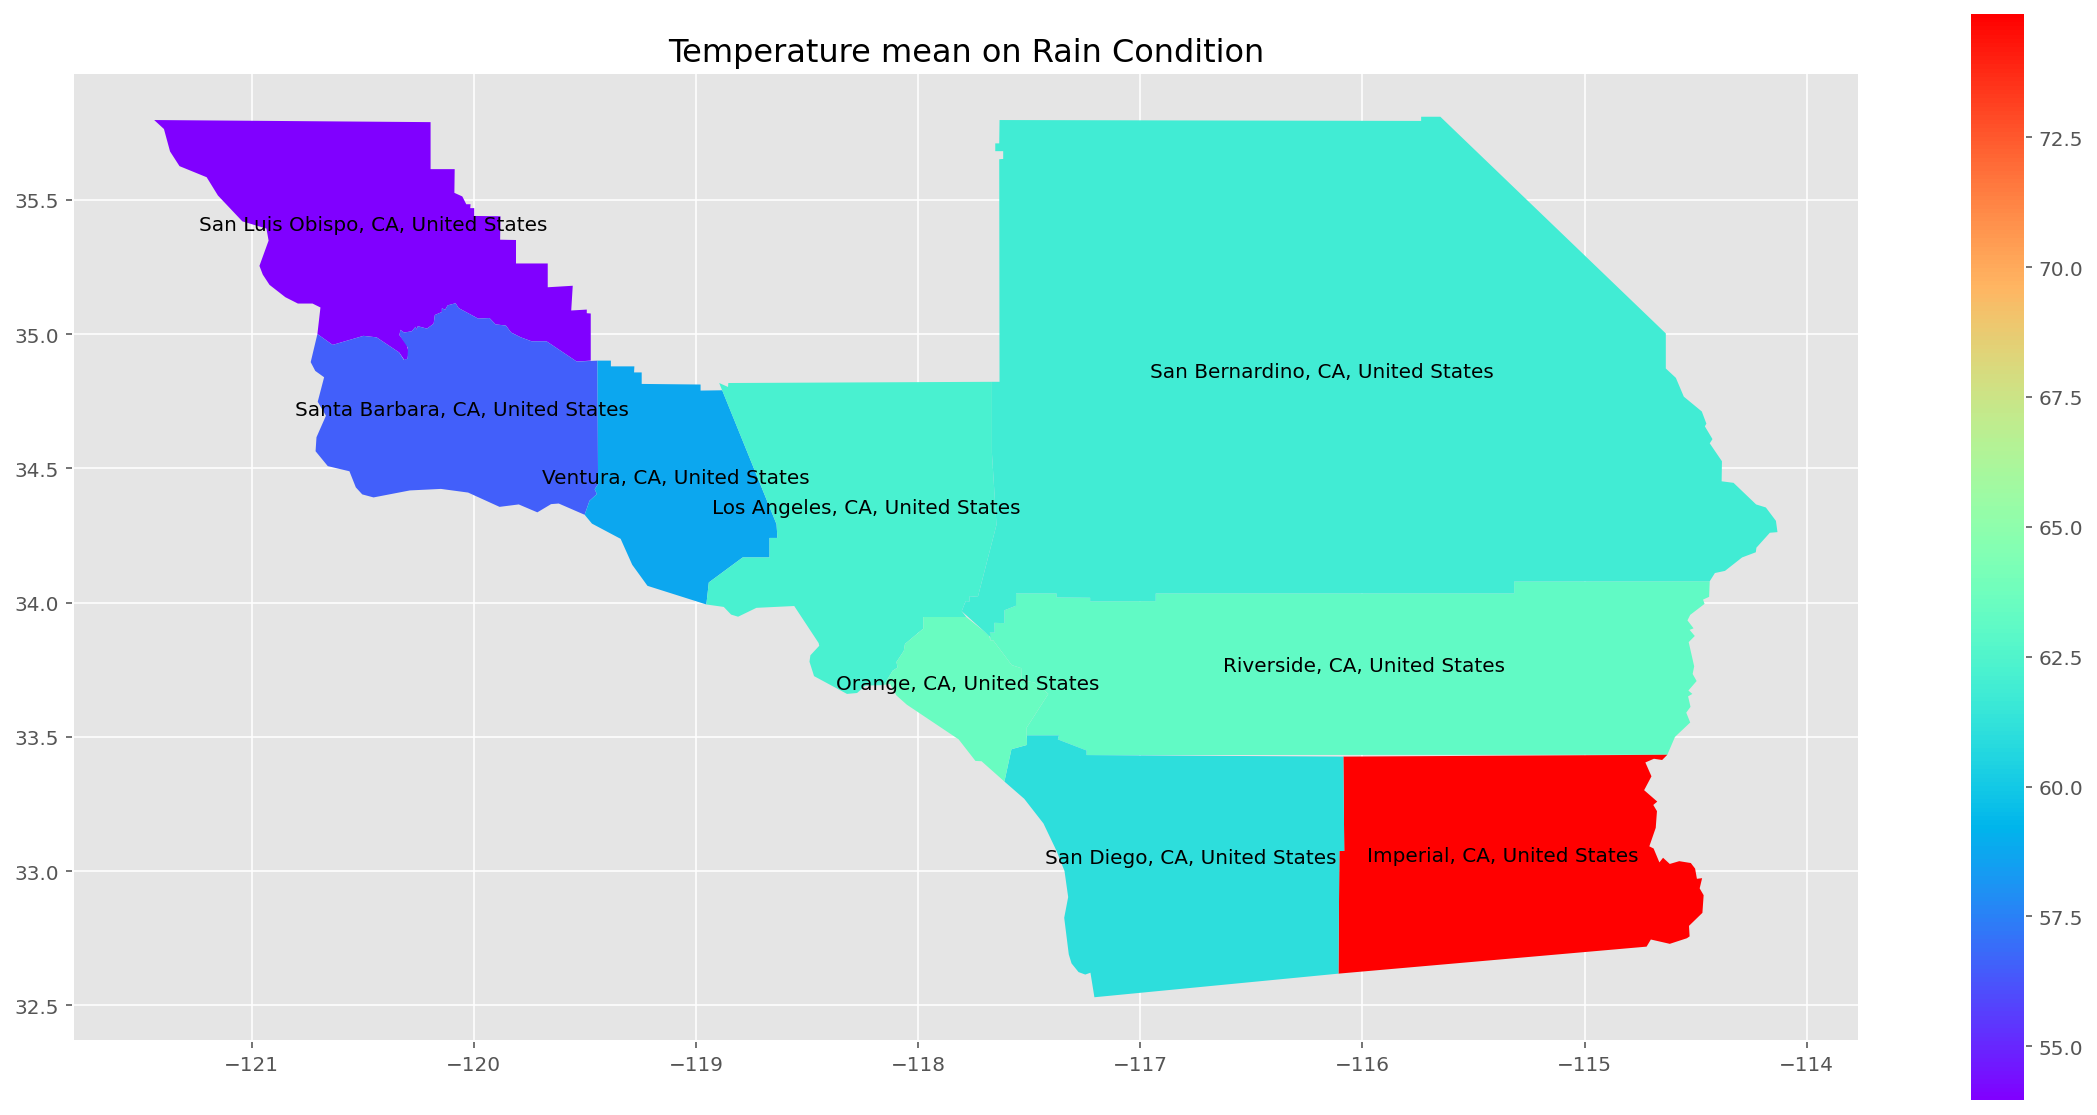 Temperature mean on Rain Condition
35.5
35.0
34.5
34.0
33.5
33.0
32.5
San Luis Obispo, CA, United States
San Bernardino, CA, United States
Santa Barbara, CA, United States
Ventura, CA, United States
Los Angeles, CA, United States
Riverside, CA, United States
Orange, CA, United States
San Diego, CA, United States
Imperial, CA, United States
−121
−120
−119
−118
−117
−116
−115
−114
72.5
70.0
67.5
65.0
62.5
60.0
57.5
55.0